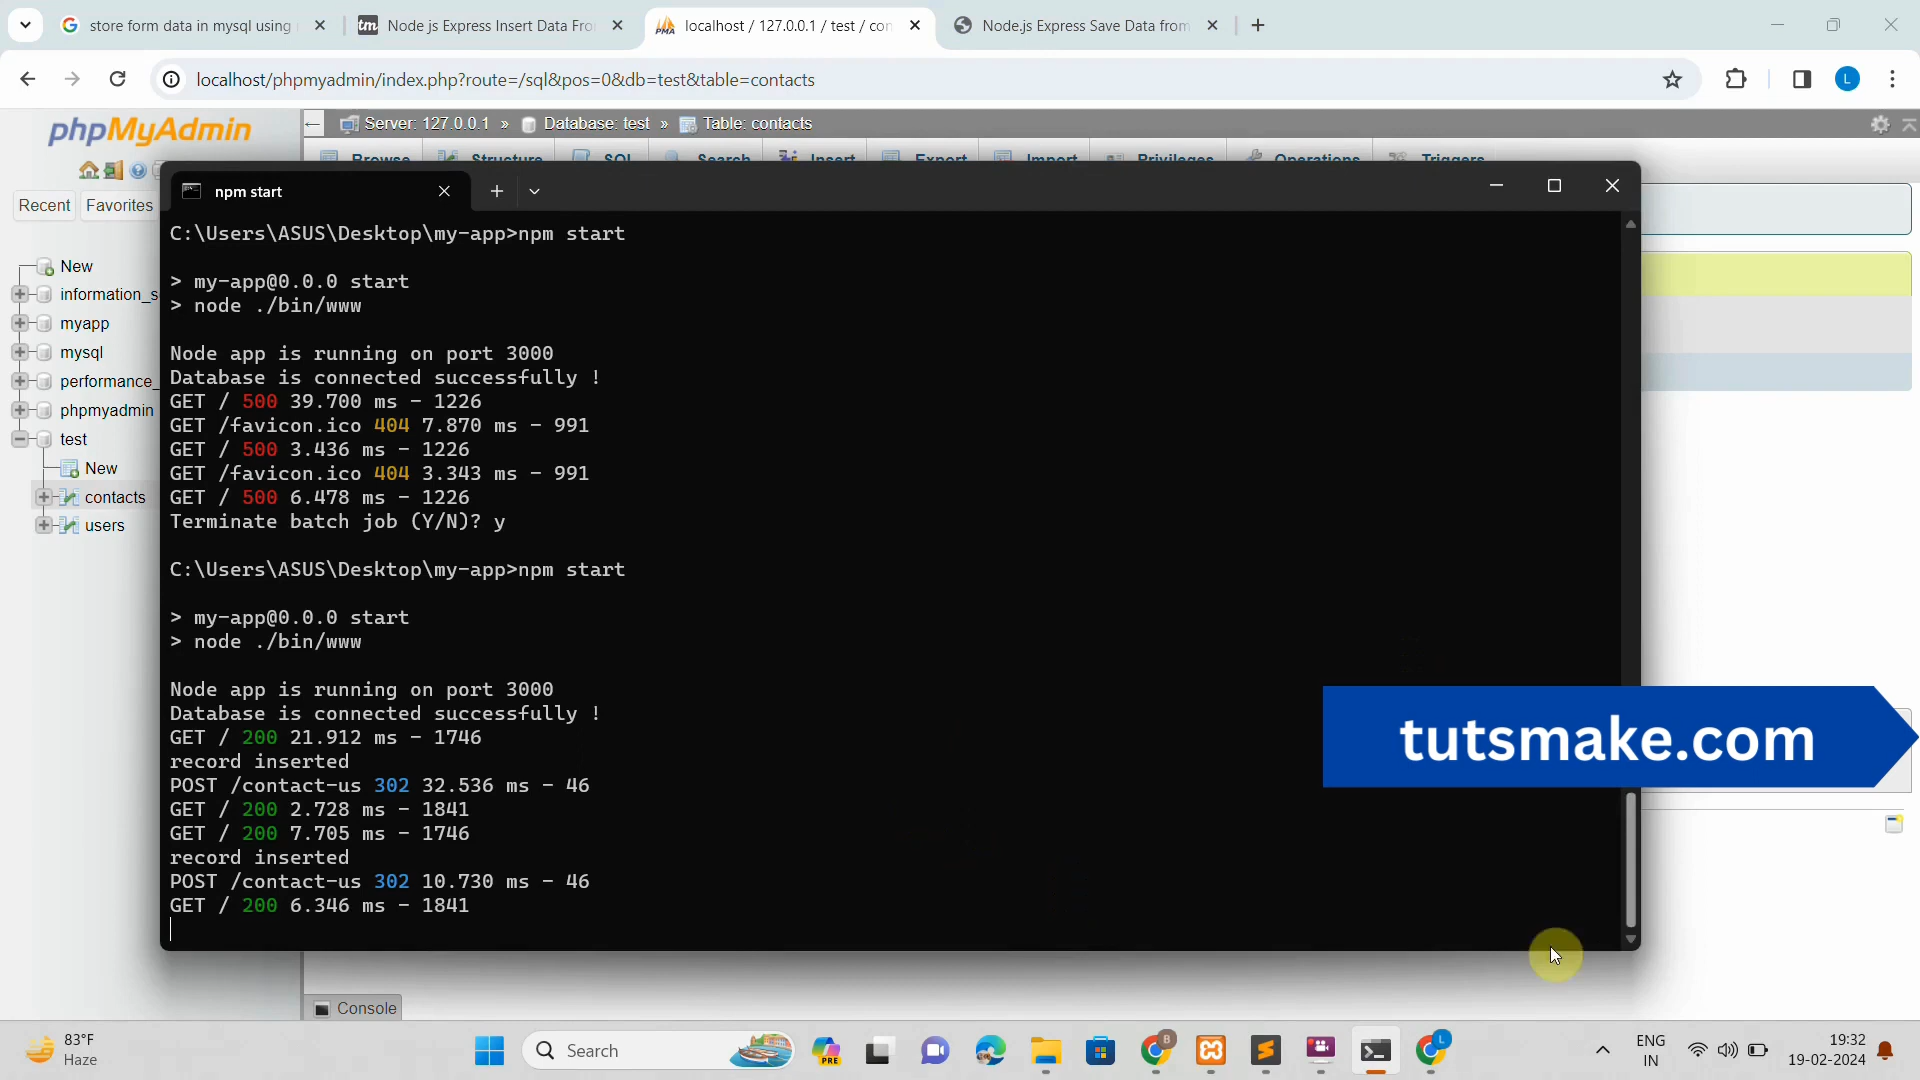 store form data in mysql using
Node js Express Insert Data Fro
localhost / 127.0.0.1 / test / con
Node.js Express Save Data from
localhost/phpmyadmin/index.php?route=/sql&pos=0&db=test&table=contacts
L
phpMyAdmin
Server: 127.0.0.1 » Database: test » Table: contacts
Browse Structure SQL Search Insert Export Import Privileges Operations Triggers
Recent Favorites
New
information_s
myapp
mysql
performance_
phpmyadmin
test
New
contacts
users
npm start
C:\Users\ASUS\Desktop\my-app>npm start
> my-app@0.0.0 start
> node ./bin/www
Node app is running on port 3000
Database is connected successfully !
GET / 500 39.700 ms - 1226
GET /favicon.ico 404 7.870 ms - 991
GET / 500 3.436 ms - 1226
GET /favicon.ico 404 3.343 ms - 991
GET / 500 6.478 ms - 1226
Terminate batch job (Y/N)? y
C:\Users\ASUS\Desktop\my-app>npm start
> my-app@0.0.0 start
> node ./bin/www
Node app is running on port 3000
Database is connected successfully !
GET / 200 21.912 ms - 1746
record inserted
POST /contact-us 302 32.536 ms - 46
GET / 200 2.728 ms - 1841
GET / 200 7.705 ms - 1746
record inserted
POST /contact-us 302 10.730 ms - 46
GET / 200 6.346 ms - 1841
tutsmake.com
Console
83°F
Haze
Search
PRE
B
L
ENG
IN
19:32
19-02-2024